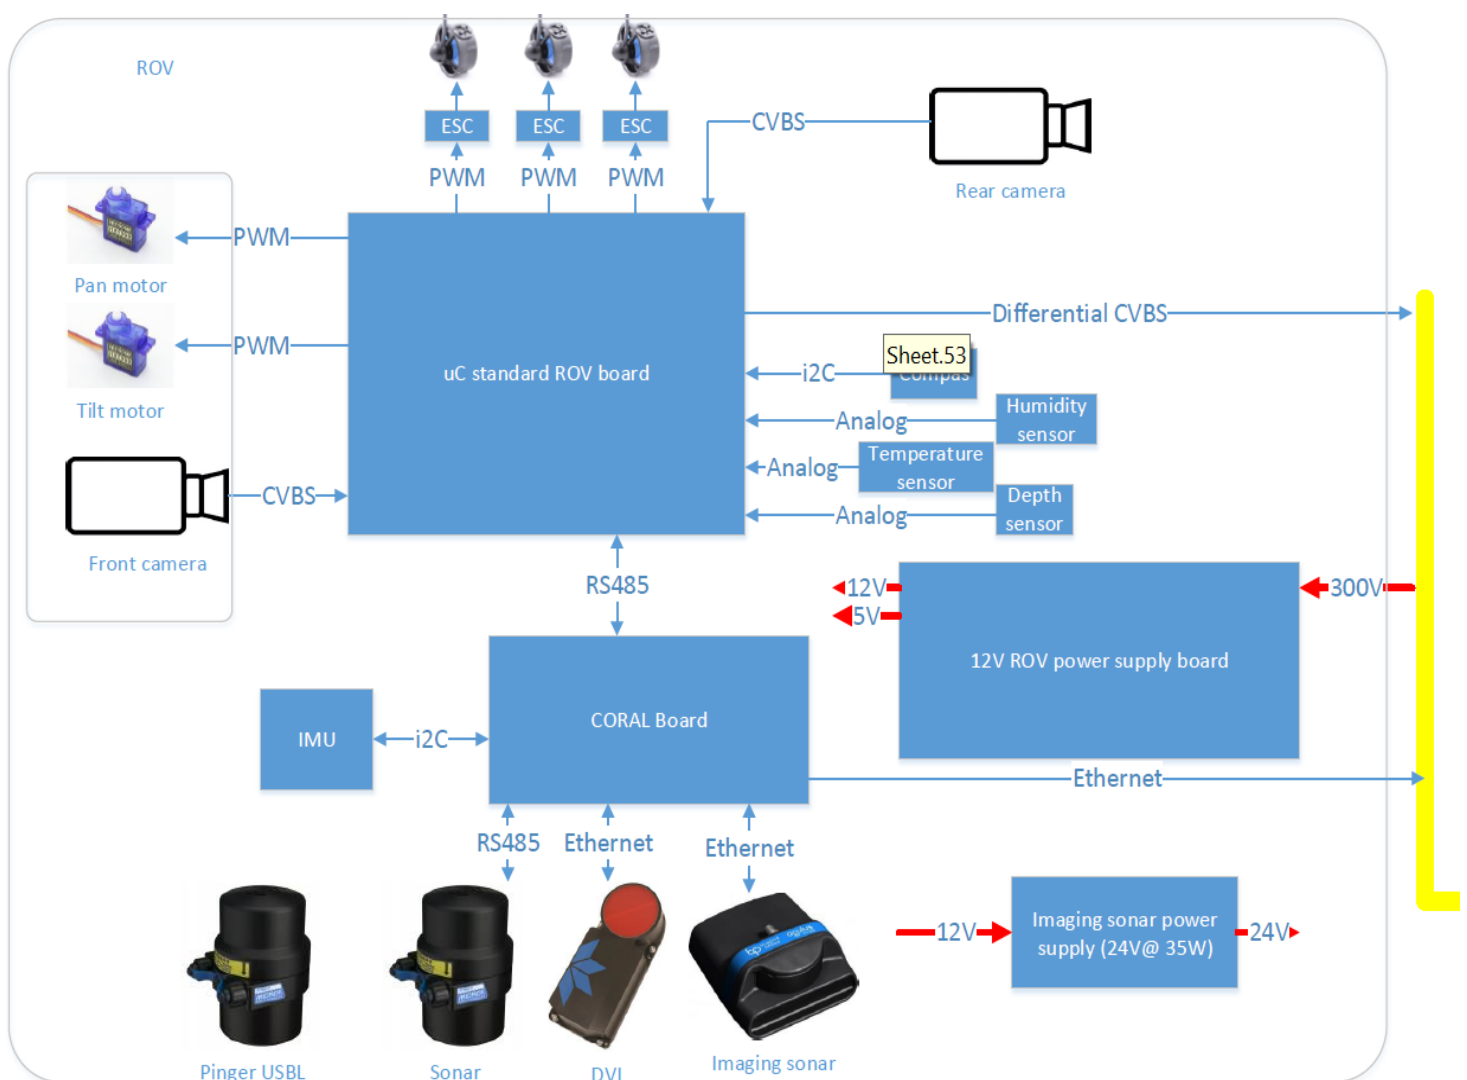 ROV
ESC
ESC
ESC
PWM
PWM
PWM
CVBS
Rear camera
PWM
Pan motor
PWM
Tilt motor
uC standard ROV board
Differential CVBS
Sheet.53
i2C
Compas
Analog
Humidity
sensor
Analog
Temperature
sensor
Analog
Depth
sensor
CVBS
Front camera
RS485
12V
5V
300V
12V ROV power supply board
CORAL Board
IMU
i2C
Ethernet
RS485
Ethernet
Ethernet
12V
Imaging sonar power
supply (24V@ 35W)
24V
Pinger USBL
Sonar
DVL
Imaging sonar